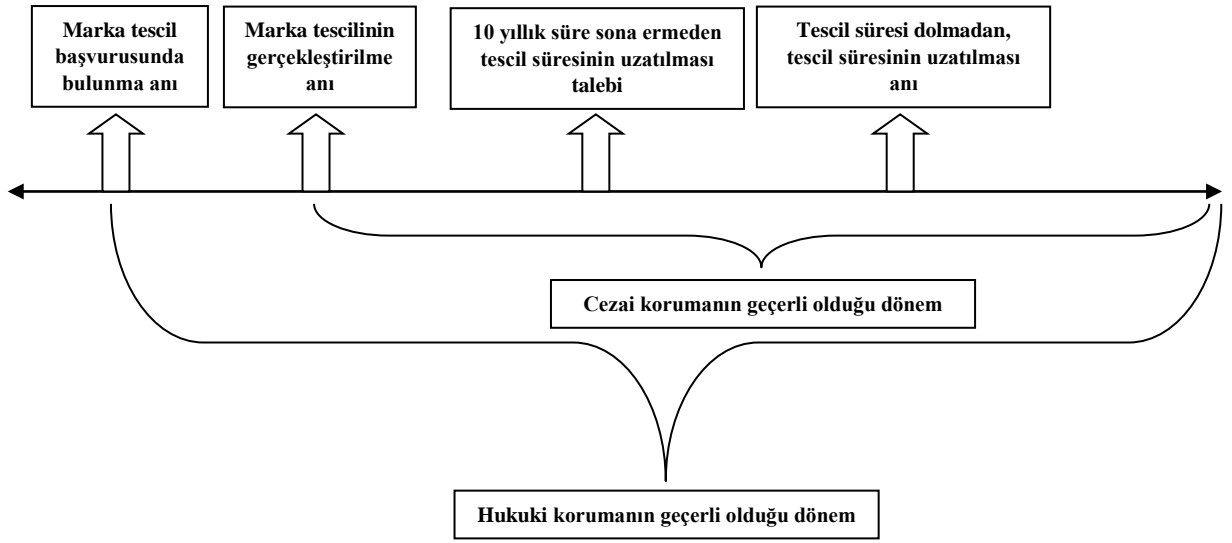 Marka tescil
başvurusunda
bulunma anı
Marka tescilinin
gerçekleştirilme
anı
10 yıllık süre sona ermeden
tescil süresinin uzatılması
talebi
Tescil süresi dolmadan,
tescil süresinin uzatılması
anı
Cezai korumanın geçerli olduğu dönem
Hukuki korumanın geçerli olduğu dönem